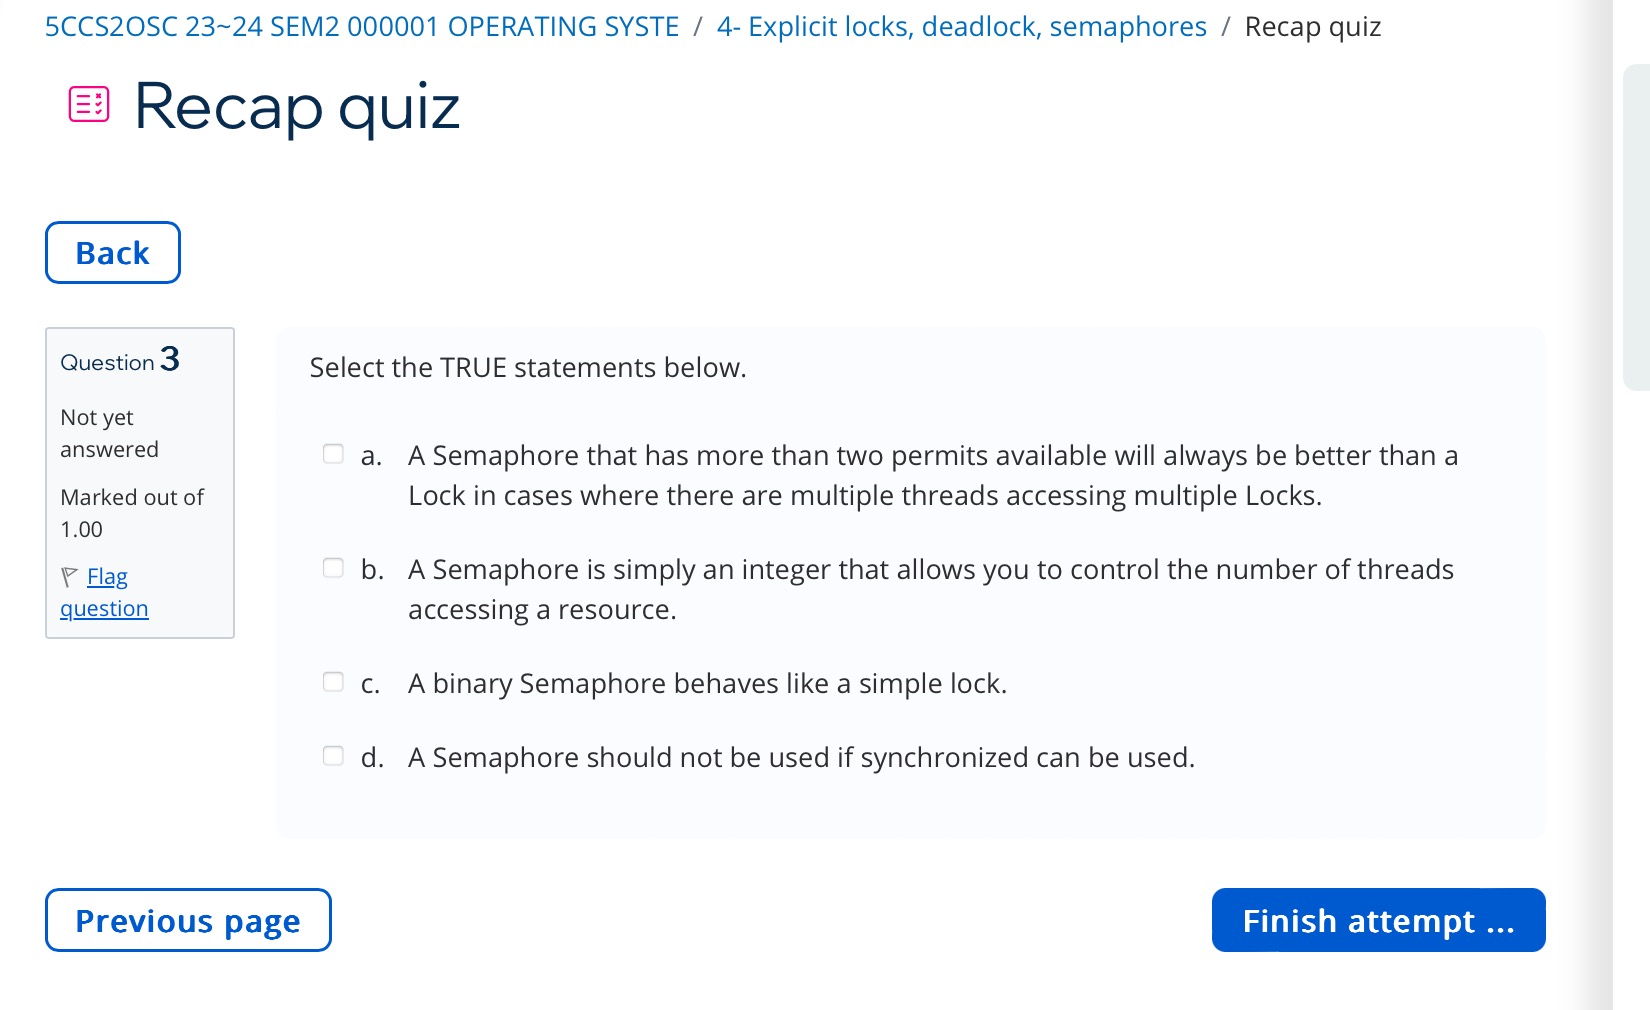 5CCS2OSC 23~24 SEM2 000001 OPERATING SYSTE / 4- Explicit locks, deadlock, semaphores / Recap quiz
Recap quiz
Back
Question 3
Not yet
answered
Marked out of
1.00
Flag
question
Select the TRUE statements below.
a. A Semaphore that has more than two permits available will always be better than a
Lock in cases where there are multiple threads accessing multiple Locks.
b. A Semaphore is simply an integer that allows you to control the number of threads
accessing a resource.
c. A binary Semaphore behaves like a simple lock.
d. A Semaphore should not be used if synchronized can be used.
Previous page
Finish attempt ...